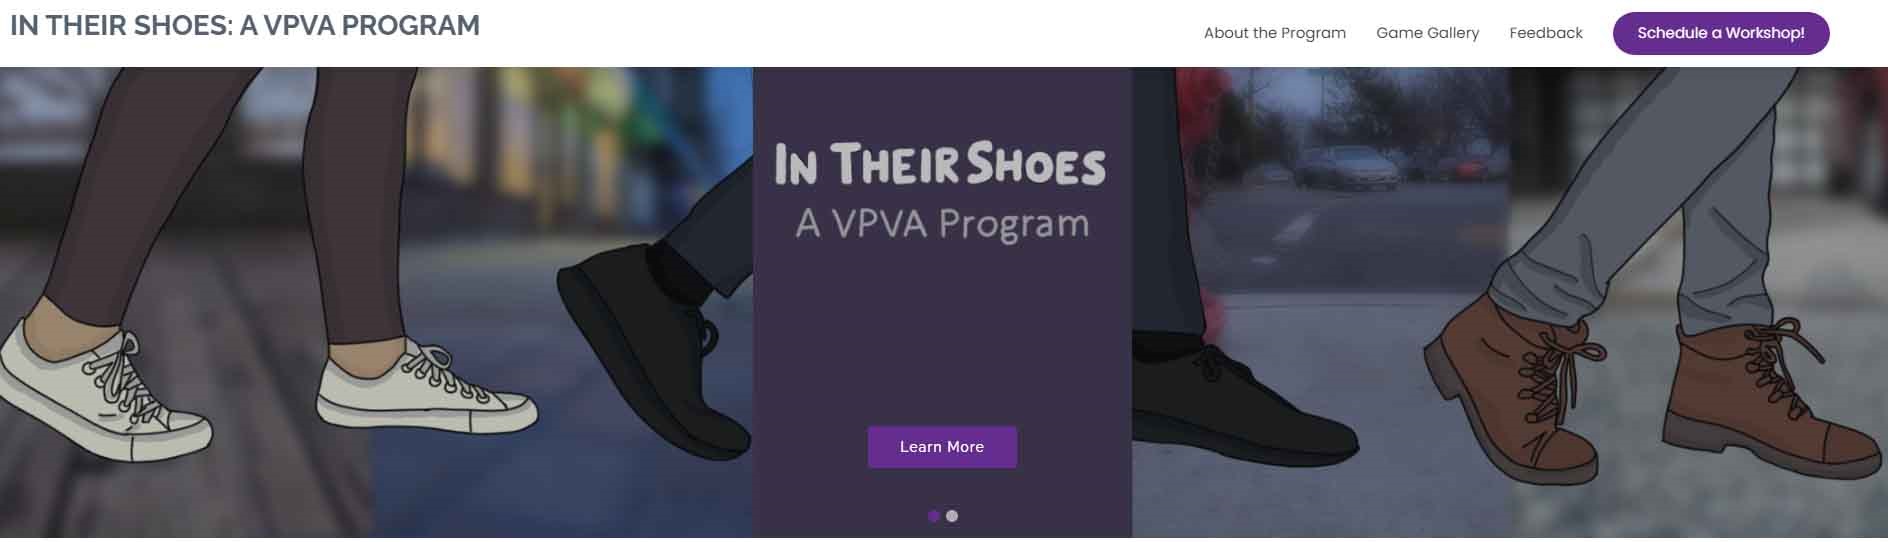 IN THEIR SHOES: A VPVA PROGRAM
About the Program
Game Gallery
Feedback
Schedule a Workshop!
IN THEIR SHOES
A VPVA Program
Learn More